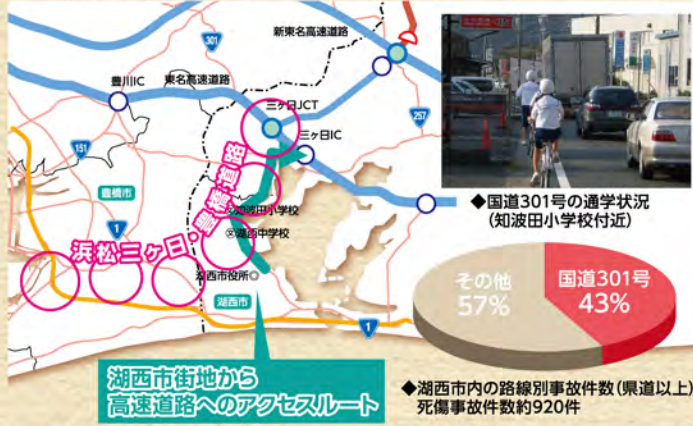 新東名高速道路
301
豊川IC
東名高速道路
三ヶ日JCT
257
三ヶ日IC
151
豊橋市
知波田小学校
湖西中学校
1
浜松三ヶ日・豊橋道路
湖西市役所
湖西市
1
湖西市街地から
高速道路へのアクセスルート
◆国道301号の通学状況
(知波田小学校付近)
その他
57%
国道301号
43%
◆湖西市内の路線別事故件数(県道以上)
死傷事故件数約920件